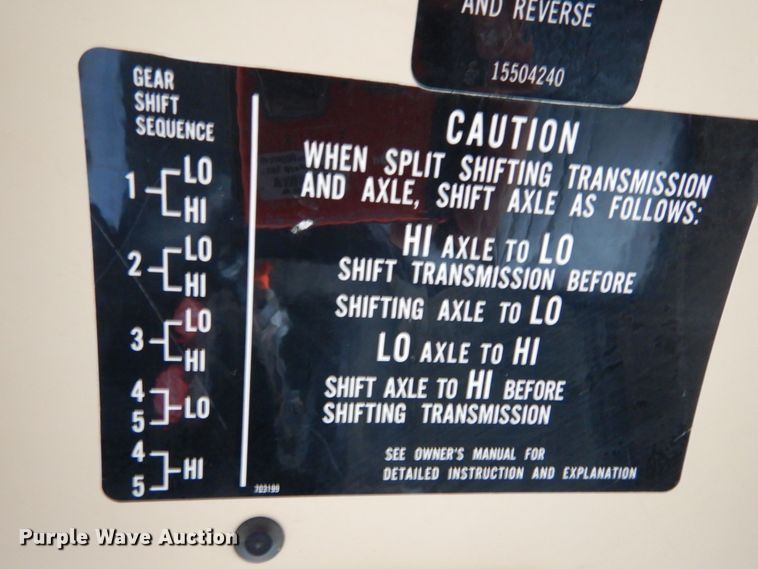 AND REVERSE
15504240
GEAR
SHIFT
SEQUENCE
1 LO
HI
2 LO
HI
3 LO
HI
4
5 LO
4
5 HI
CAUTION
WHEN SPLIT SHIFTING TRANSMISSION
AND AXLE, SHIFT AXLE AS FOLLOWS:
HI AXLE TO LO
SHIFT TRANSMISSION BEFORE
SHIFTING AXLE TO LO
LO AXLE TO HI
SHIFT AXLE TO HI BEFORE
SHIFTING TRANSMISSION
SEE OWNER'S MANUAL FOR
DETAILED INSTRUCTION AND EXPLANATION
Purple Wave Auction